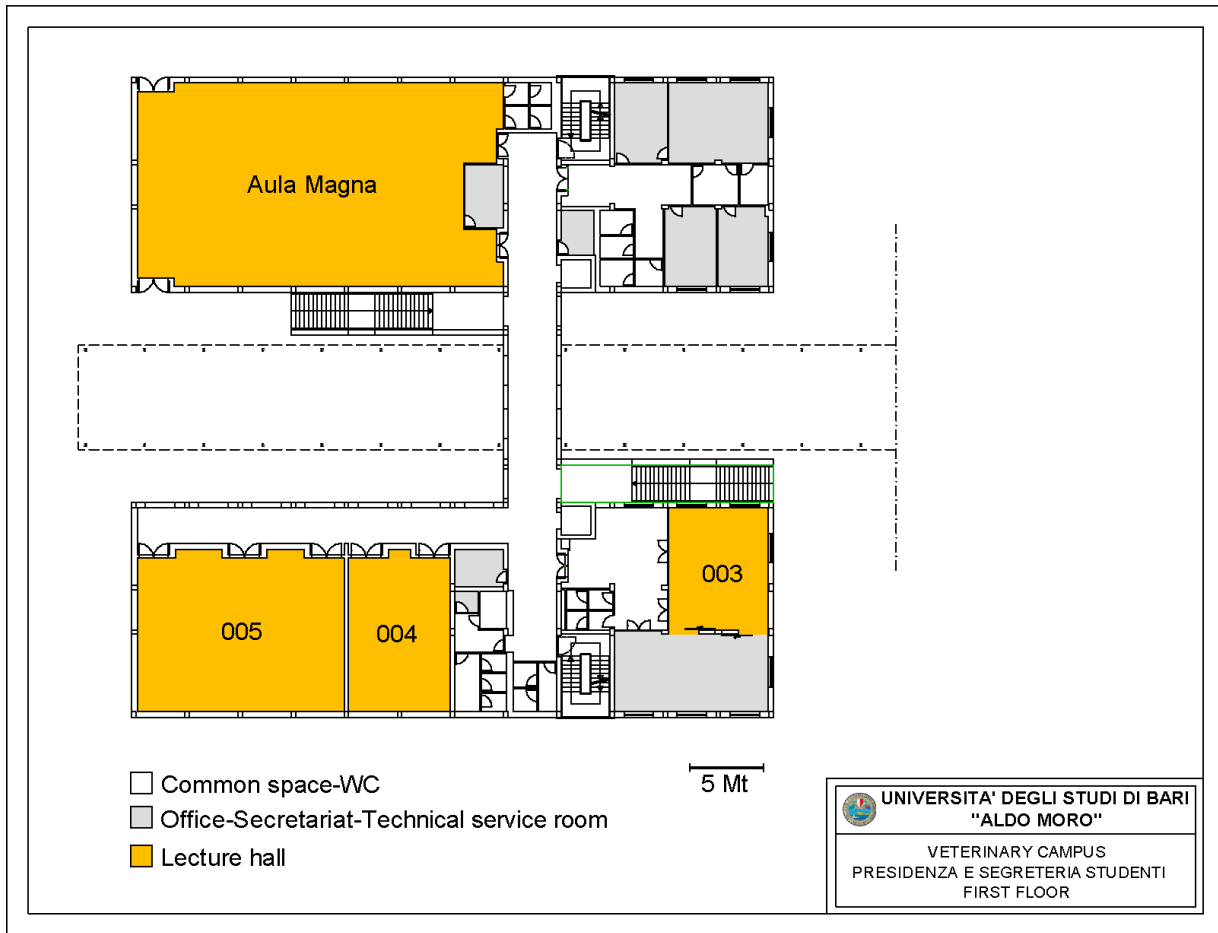 Aula Magna
003
005
004
Common space-WC
5 Mt
Office-Secretariat-Technical service room
Lecture hall
UNIVERSITA' DEGLI STUDI DI BARI
"ALDO MORO"
VETERINARY CAMPUS
PRESIDENZA E SEGRETERIA STUDENTI
FIRST FLOOR